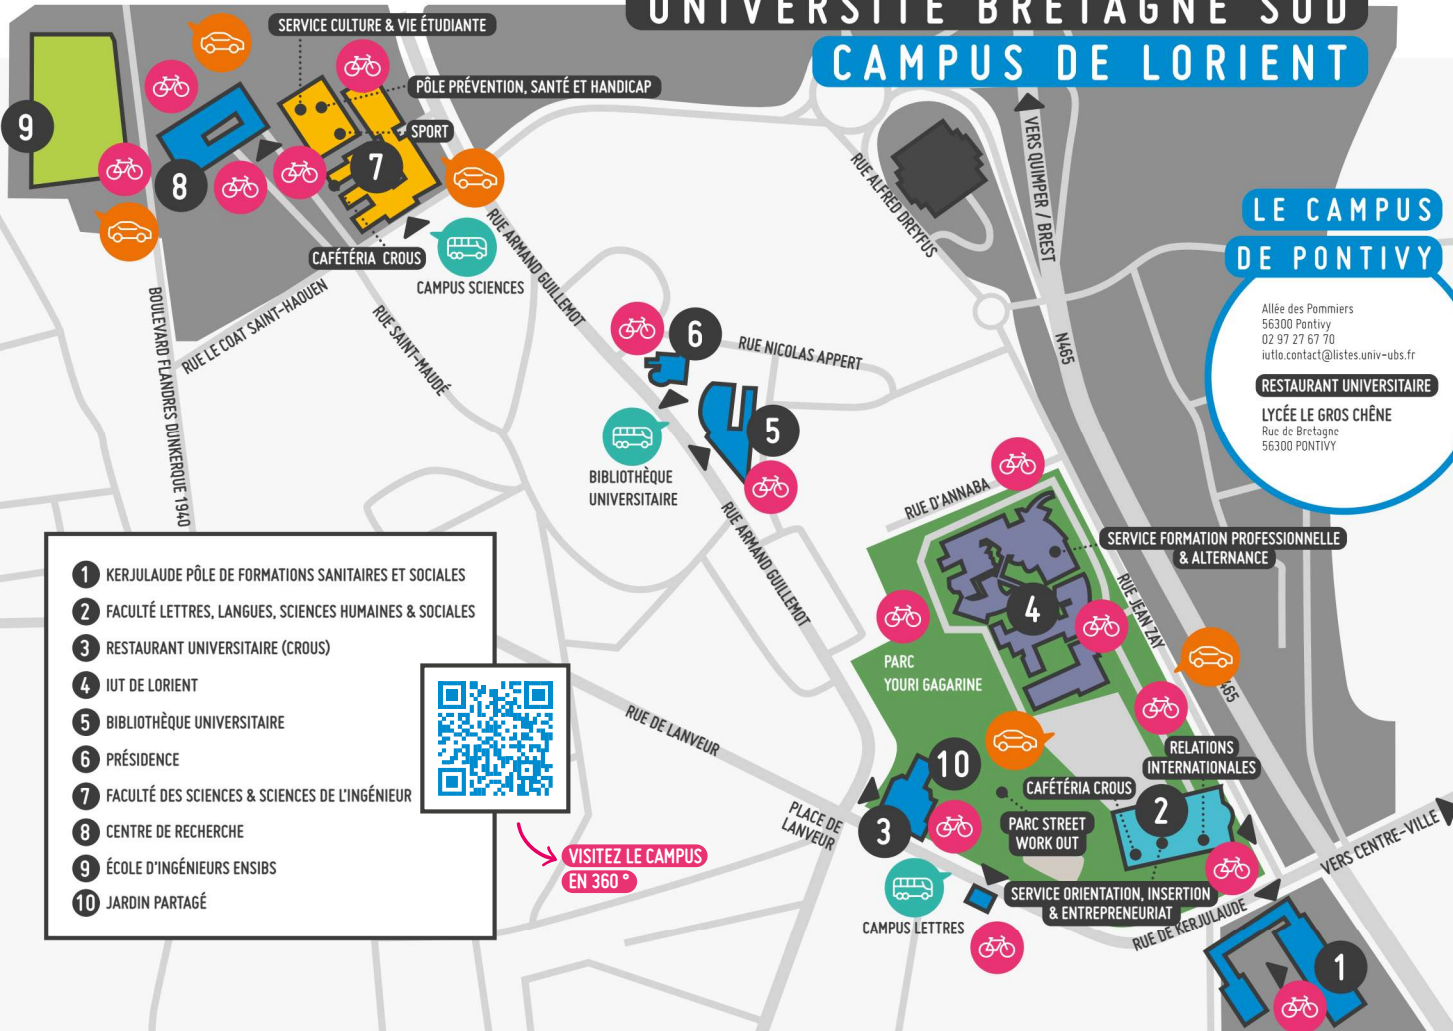 UNIVERSITÉ BRETAGNE SUD
CAMPUS DE LORIENT
SERVICE CULTURE & VIE ÉTUDIANTE
PÔLE PRÉVENTION, SANTÉ ET HANDICAP
SPORT
9
8
7
CAFÉTÉRIA CROUS
CAMPUS SCIENCES
RUE ARMAND GUILLEMOT
RUE ALFRED DREYFUS
VERS QUIMPER / BREST
LE CAMPUS
DE PONTIVY
Allée des Pommiers
56300 Pontivy
02 97 27 67 70
iutlo.contact@listes.univ-ubs.fr
RESTAURANT UNIVERSITAIRE
LYCÉE LE GROS CHÊNE
Rue de Bretagne
56300 PONTIVY
BOULEVARD FLANDRES DUNKERQUE 1940
RUE LE COAT SAINT-HAOUEN
RUE SAINT-MAUDÉ
6
RUE NICOLAS APPERT
N465
5
BIBLIOTHÈQUE
UNIVERSITAIRE
RUE ARMAND GUILLEMOT
RUE D'ANNABA
SERVICE FORMATION PROFESSIONNELLE
& ALTERNANCE
4
RUE JEAN ZAY
PARC
YOURI GAGARINE
465
1 KERJULAUDE PÔLE DE FORMATIONS SANITAIRES ET SOCIALES
2 FACULTÉ LETTRES, LANGUES, SCIENCES HUMAINES & SOCIALES
3 RESTAURANT UNIVERSITAIRE (CROUS)
4 IUT DE LORIENT
5 BIBLIOTHÈQUE UNIVERSITAIRE
6 PRÉSIDENCE
7 FACULTÉ DES SCIENCES & SCIENCES DE L'INGÉNIEUR
8 CENTRE DE RECHERCHE
9 ÉCOLE D'INGÉNIEURS ENSIBS
10 JARDIN PARTAGÉ
VISITEZ LE CAMPUS
EN 360 °
RUE DE LANVEUR
PLACE DE
LANVEUR
10
3
RELATIONS
INTERNATIONALES
CAFÉTÉRIA CROUS
2
PARC STREET
WORK OUT
VERS CENTRE-VILLE
CAMPUS LETTRES
SERVICE ORIENTATION, INSERTION
& ENTREPRENEURIAT
RUE DE KERJULAUDE
1